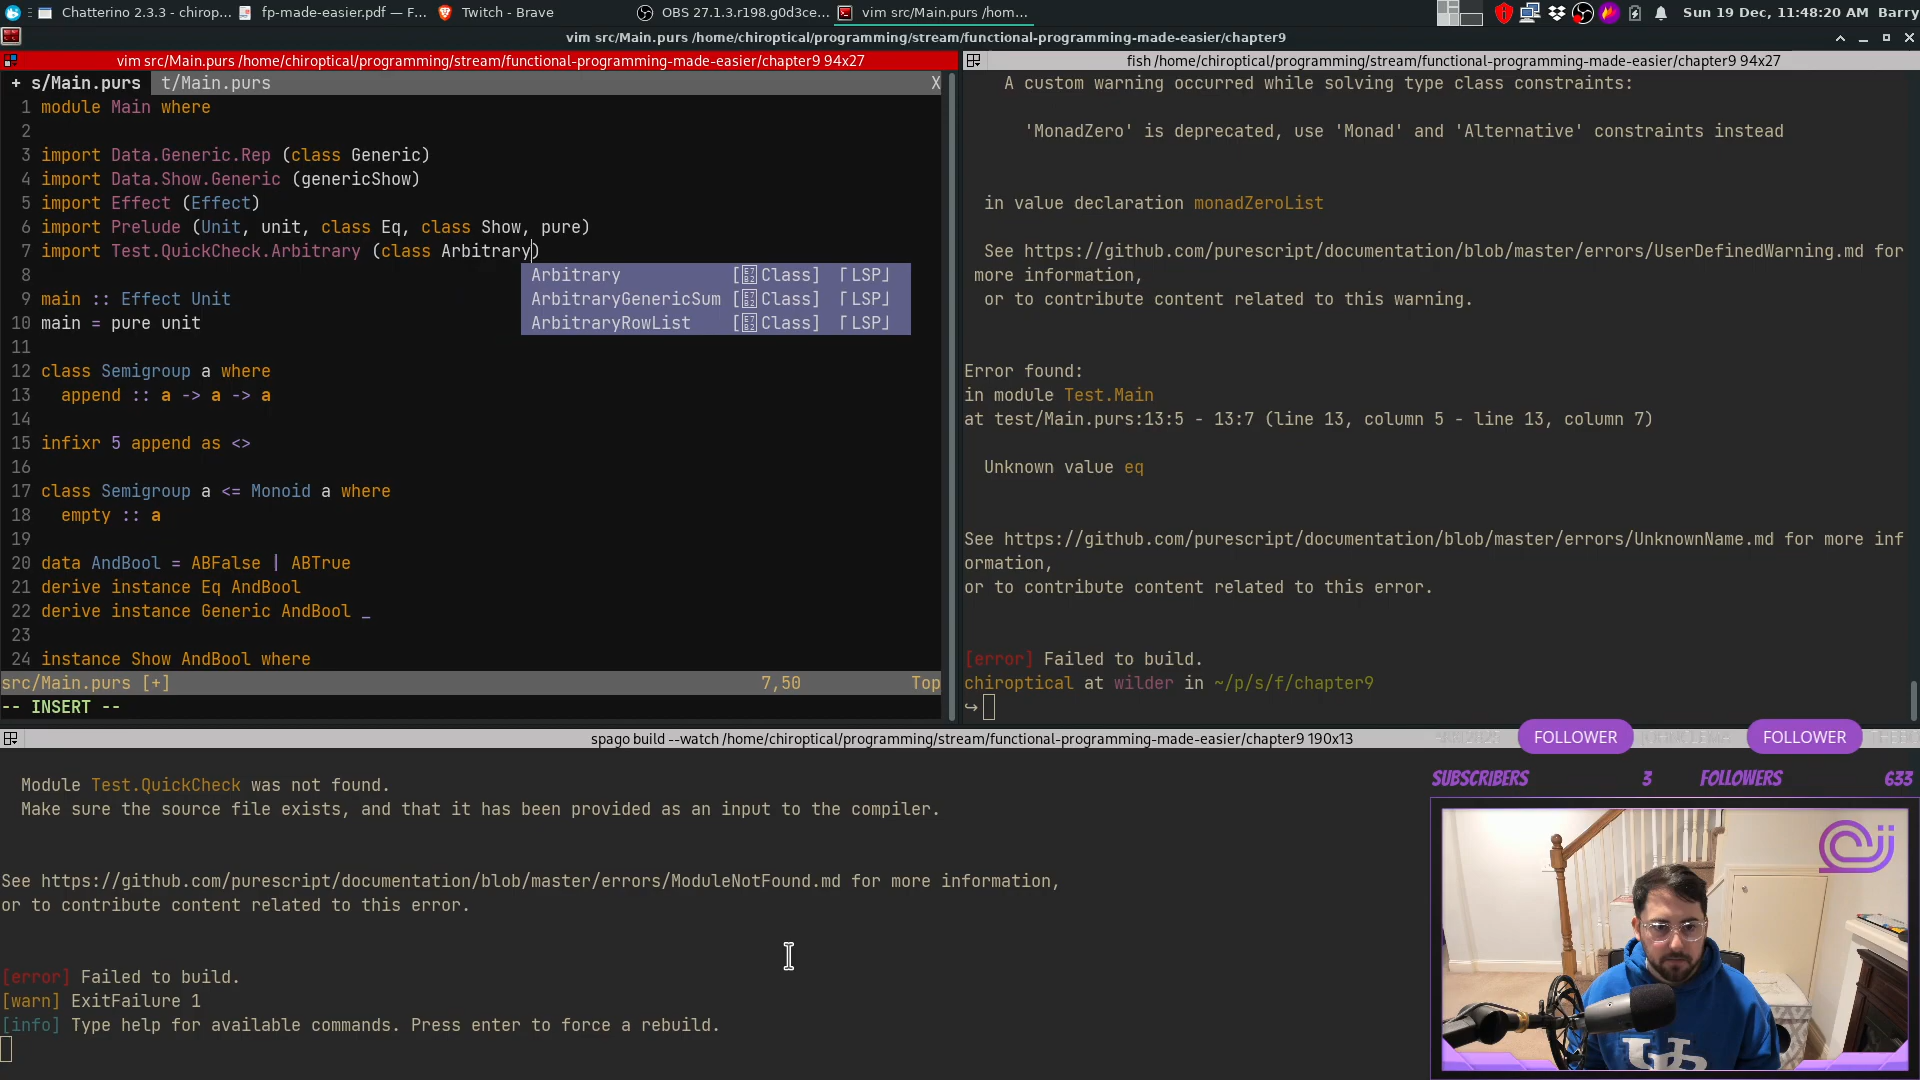 Chatterino 2.3.3 - chirop...
fp-made-easier.pdf — F...
Twitch - Brave
OBS 27.1.3.r198.g0d3ce...
vim src/Main.purs /hom...
Sun 19 Dec, 11:48:20 AM
Barry
vim src/Main.purs /home/chiroptical/programming/stream/functional-programming-made-easier/chapter9
vim src/Main.purs /home/chiroptical/programming/stream/functional-programming-made-easier/chapter9 94x27
+ s/Main.purs t/Main.purs X
1 module Main where
2
3 import Data.Generic.Rep (class Generic)
4 import Data.Show.Generic (genericShow)
5 import Effect (Effect)
6 import Prelude (Unit, unit, class Eq, class Show, pure)
7 import Test.QuickCheck.Arbitrary (class Arbitrary)
8
Arbitrary [Class] 「LSP」
ArbitraryGenericSum [Class] 「LSP」
ArbitraryRowList [Class] 「LSP」
9 main :: Effect Unit
10 main = pure unit
11
12 class Semigroup a where
13 append :: a -> a -> a
14
15 infixr 5 append as <>
16
17 class Semigroup a <= Monoid a where
18 empty :: a
19
20 data AndBool = ABFalse | ABTrue
21 derive instance Eq AndBool
22 derive instance Generic AndBool _
23
24 instance Show AndBool where
src/Main.purs [+] 7,50 Top
-- INSERT --
fish /home/chiroptical/programming/stream/functional-programming-made-easier/chapter9 94x27
A custom warning occurred while solving type class constraints:
'MonadZero' is deprecated, use 'Monad' and 'Alternative' constraints instead
in value declaration monadZeroList
See https://github.com/purescript/documentation/blob/master/errors/UserDefinedWarning.md for
more information,
or to contribute content related to this warning.
Error found:
in module Test.Main
at test/Main.purs:13:5 - 13:7 (line 13, column 5 - line 13, column 7)
Unknown value eq
See https://github.com/purescript/documentation/blob/master/errors/UnknownName.md for more inf
ormation,
or to contribute content related to this error.
[error] Failed to build.
chiroptical at wilder in ~/p/s/f/chapter9
↪
spago build --watch /home/chiroptical/programming/stream/functional-programming-made-easier/chapter9 190x13
Module Test.QuickCheck was not found.
Make sure the source file exists, and that it has been provided as an input to the compiler.
See https://github.com/purescript/documentation/blob/master/errors/ModuleNotFound.md for more information,
or to contribute content related to this error.
[error] Failed to build.
[warn] ExitFailure 1
[info] Type help for available commands. Press enter to force a rebuild.
FOLLOWER
FOLLOWER
SUBSCRIBERS 3 FOLLOWERS 633